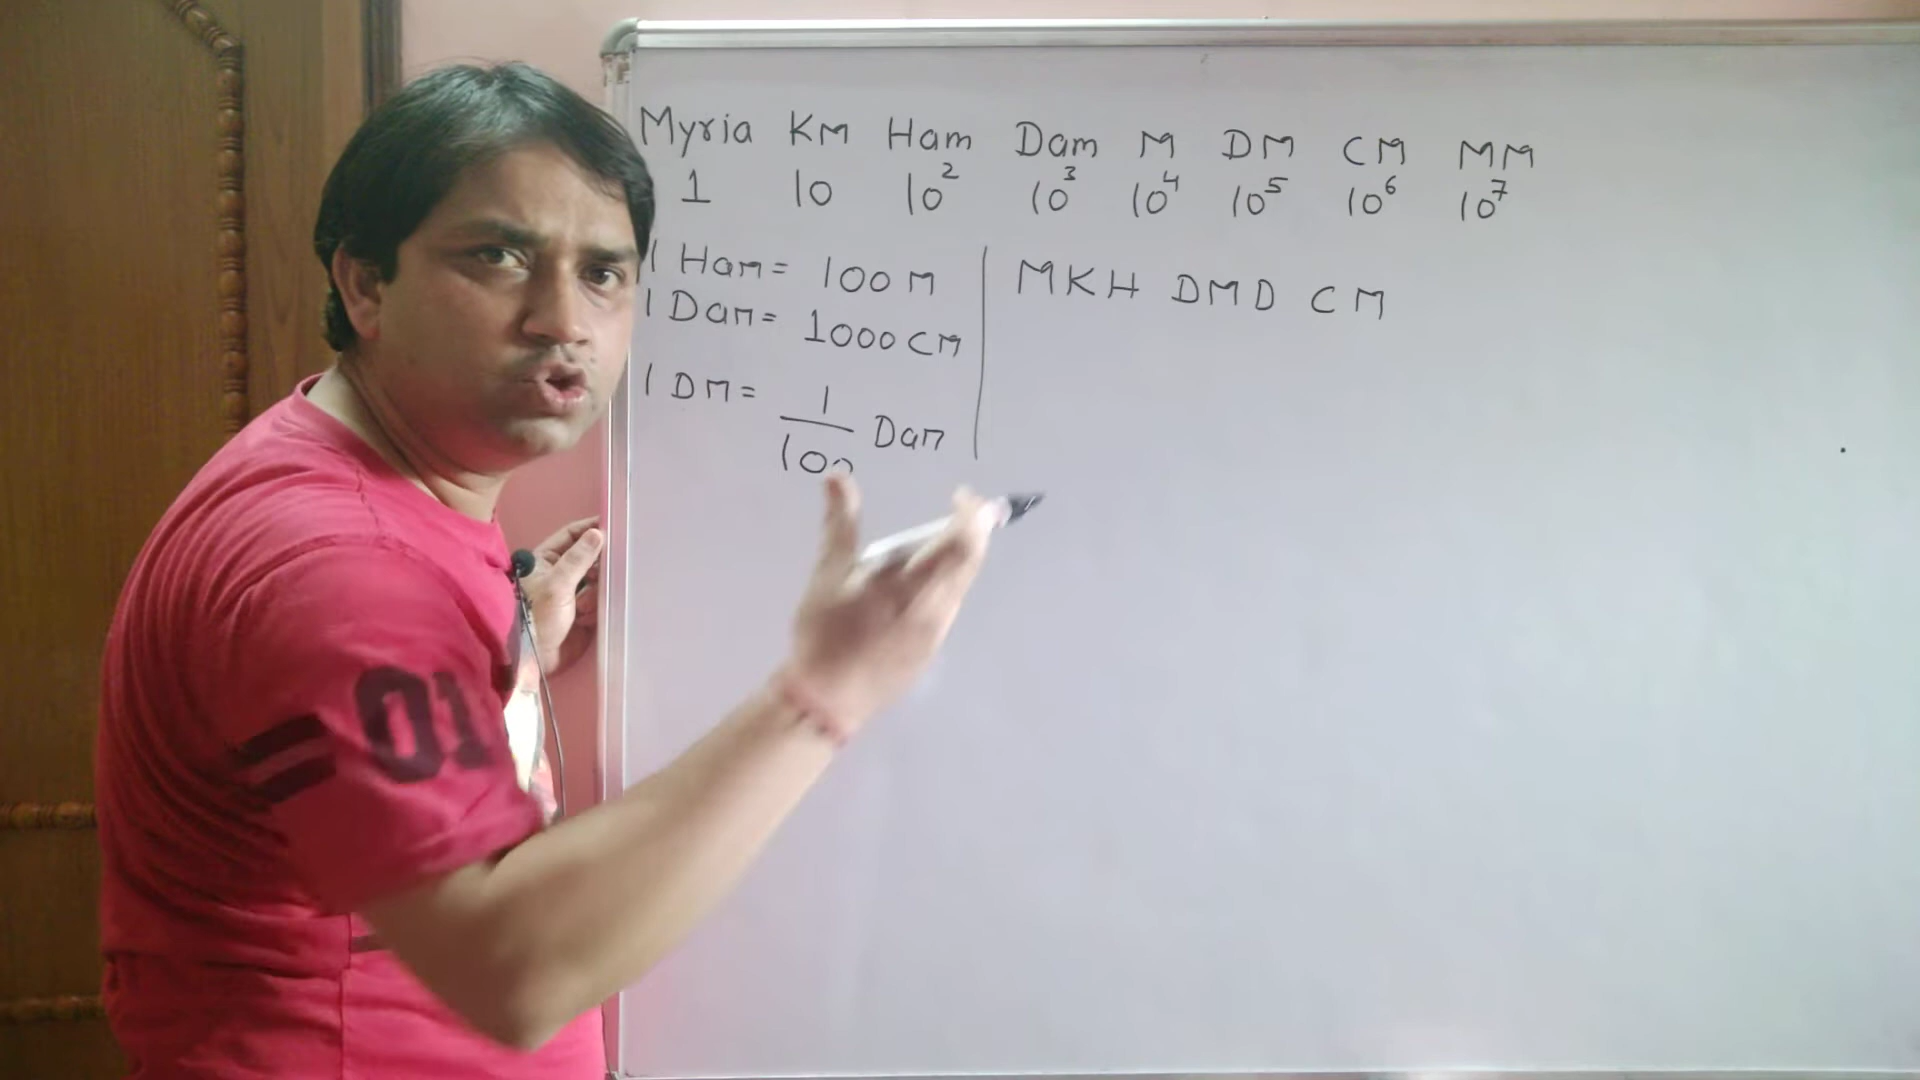 Myria KM Ham Dam M DM CM MM
1 10 10² 10³ 10⁴ 10⁵ 10⁶ 10⁷
1 Ham = 100 M
1 Dam = 1000 CM
1 DM = 1/100 Dam
MKH DMD CM
01